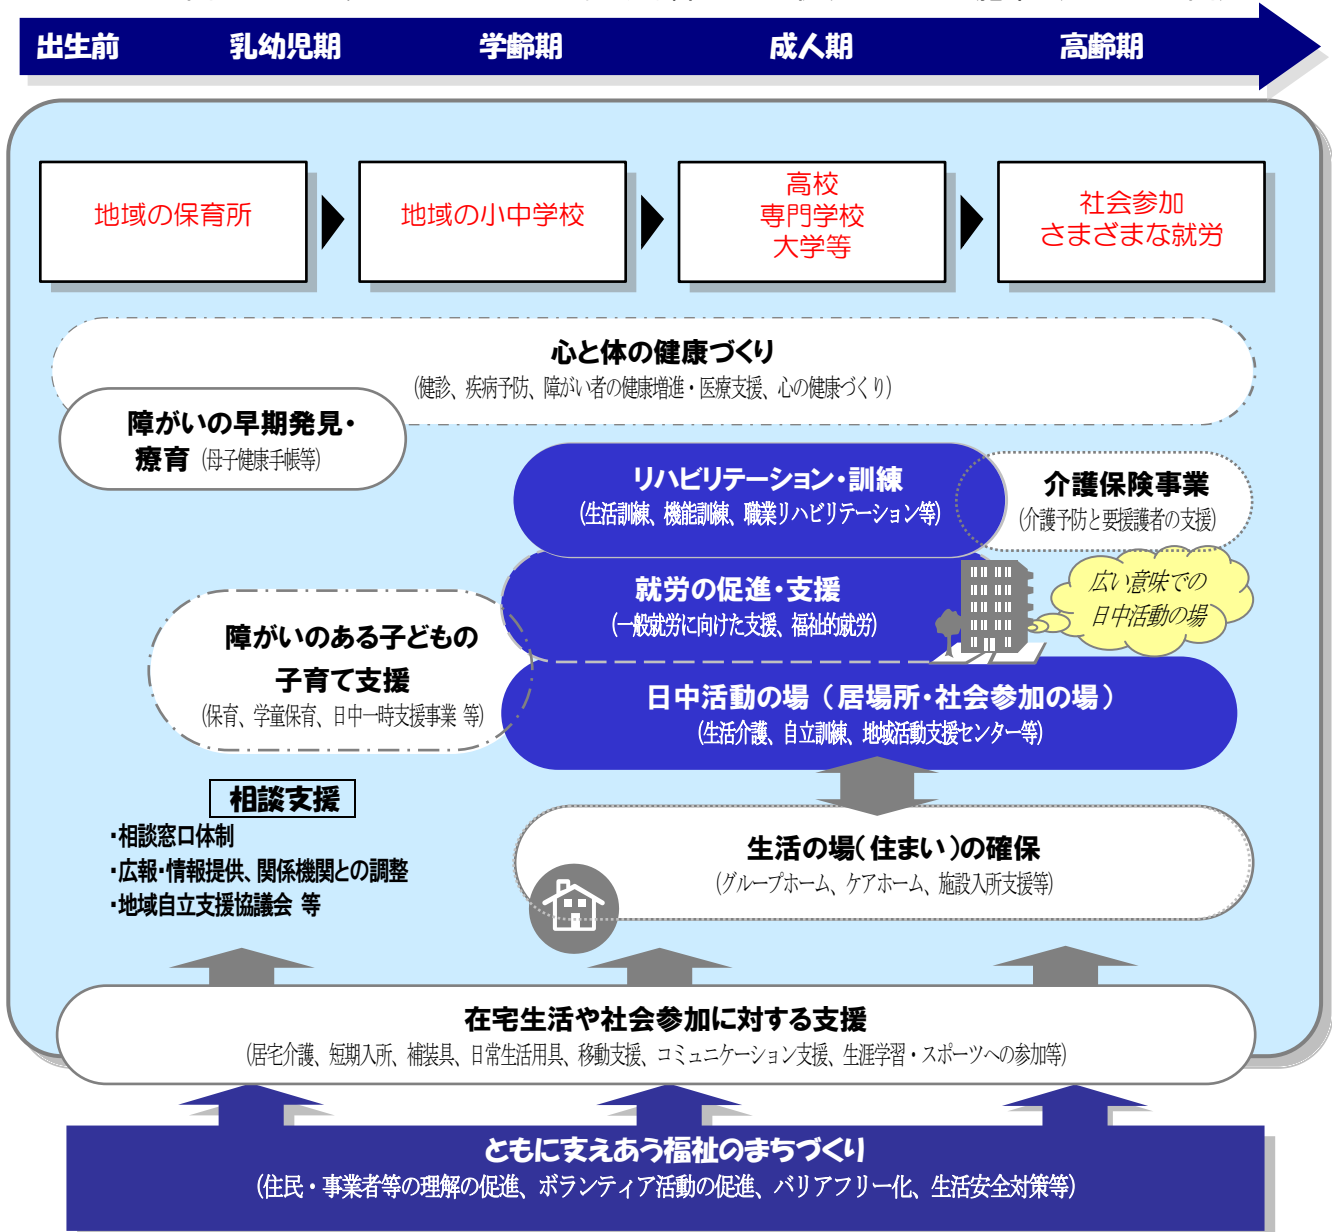 出生前 乳幼児期 学齢期 成人期 高齢期
地域の保育所
地域の小中学校
高校
専門学校
大学等
社会参加
さまざまな就労
心と体の健康づくり
(健診、疾病予防、障がい者の健康増進・医療支援、心の健康づくり)
障がいの早期発見・
療育 (母子健康手帳等)
リハビリテーション・訓練
(生活訓練、機能訓練、職業リハビリテーション等)
介護保険事業
(介護予防と要援護者の支援)
就労の促進・支援
(一般就労に向けた支援、福祉的就労)
広い意味での
日中活動の場
障がいのある子どもの
子育て支援
(保育、学童保育、日中一時支援事業 等)
日中活動の場（居場所・社会参加の場）
(生活介護、自立訓練、地域活動支援センター等)
相談支援
・相談窓口体制
・広報・情報提供、関係機関との調整
・地域自立支援協議会 等
生活の場(住まい)の確保
(グループホーム、ケアホーム、施設入所支援等)
在宅生活や社会参加に対する支援
(居宅介護、短期入所、補装具、日常生活用具、移動支援、コミュニケーション支援、生涯学習・スポーツへの参加等)
ともに支えあう福祉のまちづくり
(住民・事業者等の理解の促進、ボランティア活動の促進、バリアフリー化、生活安全対策等)